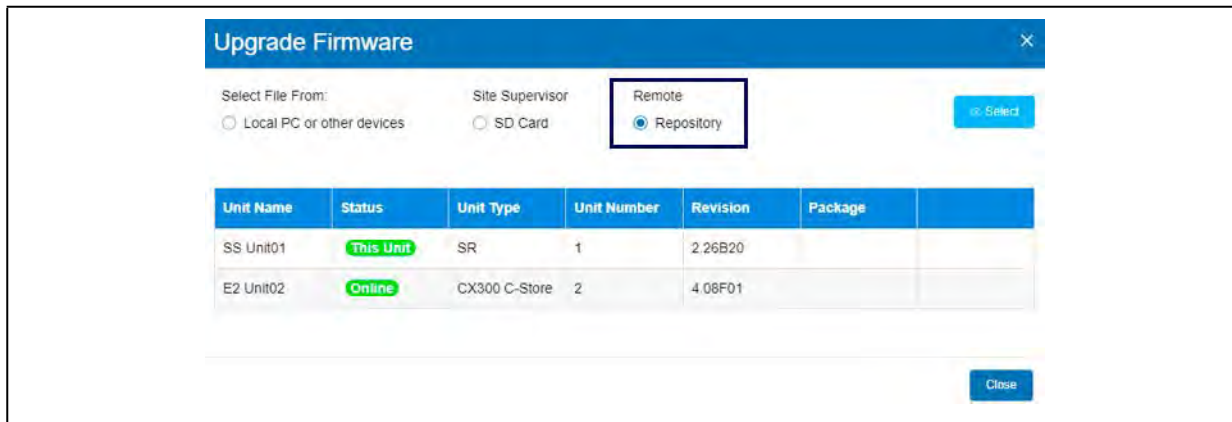 Upgrade Firmware
Select File From: Site Supervisor Remote
Local PC or other devices SD Card Repository Select
Unit Name Status Unit Type Unit Number Revision Package
SS Unit01 This Unit SR 1 2.26B20
E2 Unit02 Online CX300 C-Store 2 4.08F01
Close